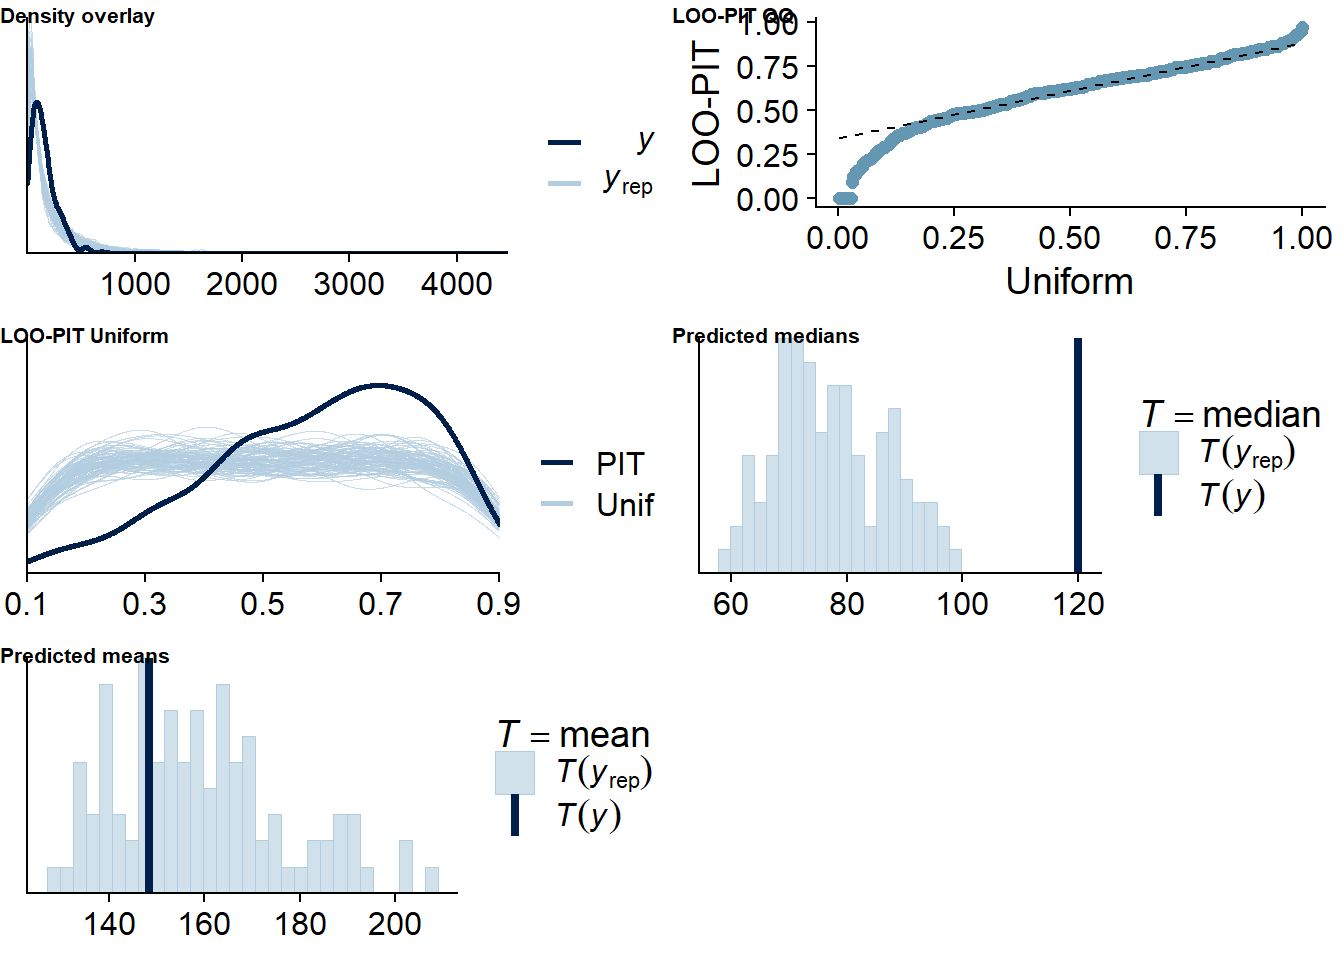 Density overlay
y
yrep
1000 2000 3000 4000
LOO-PIT QQ
LOO-PIT
1.00
0.75
0.50
0.25
0.00
0.00 0.25 0.50 0.75 1.00
Uniform
LOO-PIT Uniform
PIT
Unif
0.1 0.3 0.5 0.7 0.9
Predicted medians
T = median
T(yrep)
T(y)
60 80 100 120
Predicted means
T = mean
T(yrep)
T(y)
140 160 180 200